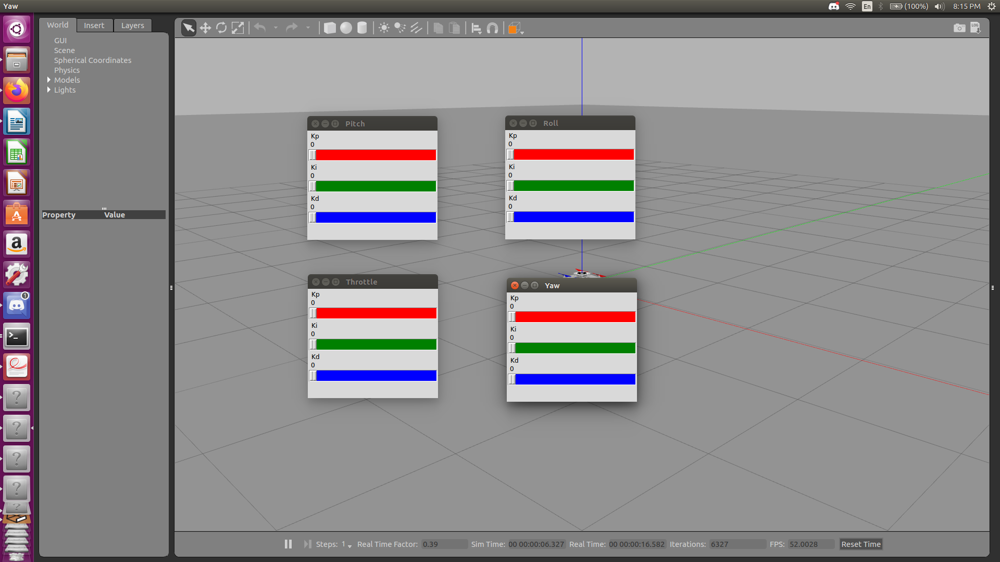 Yaw
En
(100%)
8:15 PM
World
Insert
Layers
LOG
GUI
Scene
Spherical Coordinates
Physics
Models
Lights
Property Value
Pitch
Kp
0
Ki
0
Kd
0
Roll
Kp
0
Ki
0
Kd
0
Throttle
Kp
0
Ki
0
Kd
0
Yaw
Kp
0
Ki
0
Kd
0
A
a
1
>_
?
?
?
?
?
Steps: 1 Real Time Factor: 0.39 Sim Time: 00 00:00:06.327 Real Time: 00 00:00:16.582 Iterations: 6327 FPS: 52.0028 Reset Time